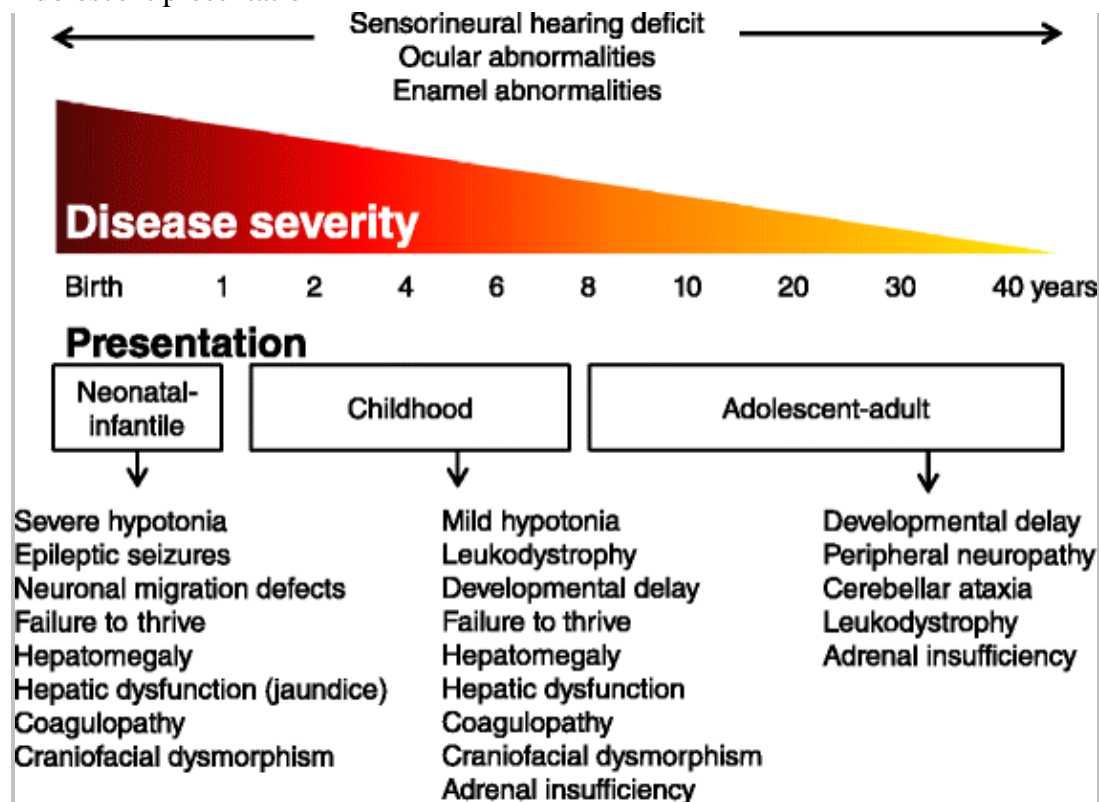 Sensorineural hearing deficit
Ocular abnormalities
Enamel abnormalities
Disease severity
Birth 1 2 4 6 8 10 20 30 40 years
Presentation
Neonatal-
infantile
Childhood
Adolescent-adult
Severe hypotonia
Epileptic seizures
Neuronal migration defects
Failure to thrive
Hepatomegaly
Hepatic dysfunction (jaundice)
Coagulopathy
Craniofacial dysmorphism
Mild hypotonia
Leukodystrophy
Developmental delay
Failure to thrive
Hepatomegaly
Hepatic dysfunction
Coagulopathy
Craniofacial dysmorphism
Adrenal insufficiency
Developmental delay
Peripheral neuropathy
Cerebellar ataxia
Leukodystrophy
Adrenal insufficiency